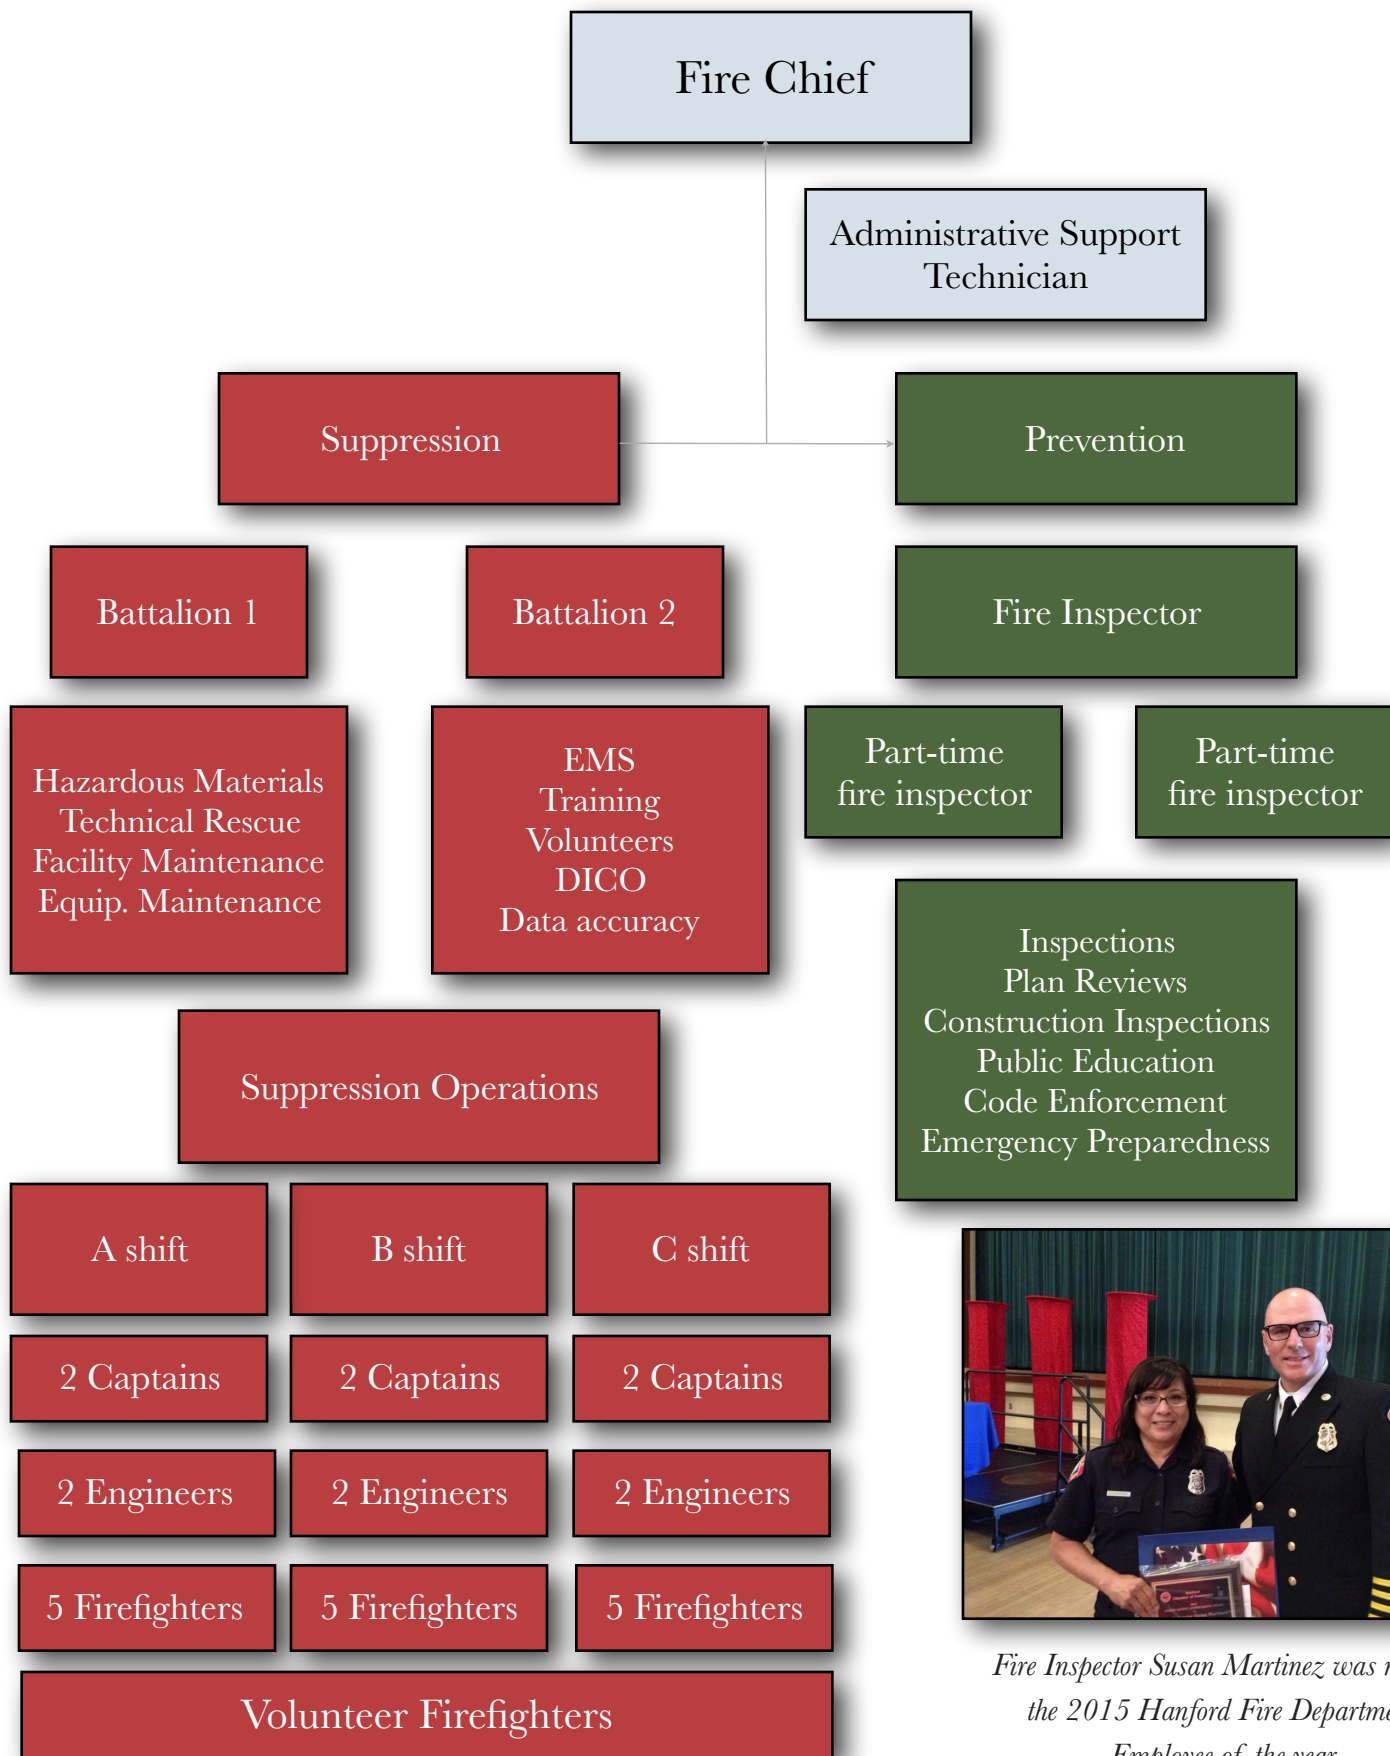 Fire Chief
Administrative Support
Technician
Suppression
Prevention
Battalion 1
Battalion 2
Fire Inspector
Hazardous Materials
Technical Rescue
Facility Maintenance
Equip. Maintenance
EMS
Training
Volunteers
DICO
Data accuracy
Part-time
fire inspector
Part-time
fire inspector
Inspections
Plan Reviews
Construction Inspections
Public Education
Code Enforcement
Emergency Preparedness
Suppression Operations
A shift
B shift
C shift
2 Captains
2 Captains
2 Captains
2 Engineers
2 Engineers
2 Engineers
5 Firefighters
5 Firefighters
5 Firefighters
Volunteer Firefighters
Fire Inspector Susan Martinez was
the 2015 Hanford Fire
Employee of the year